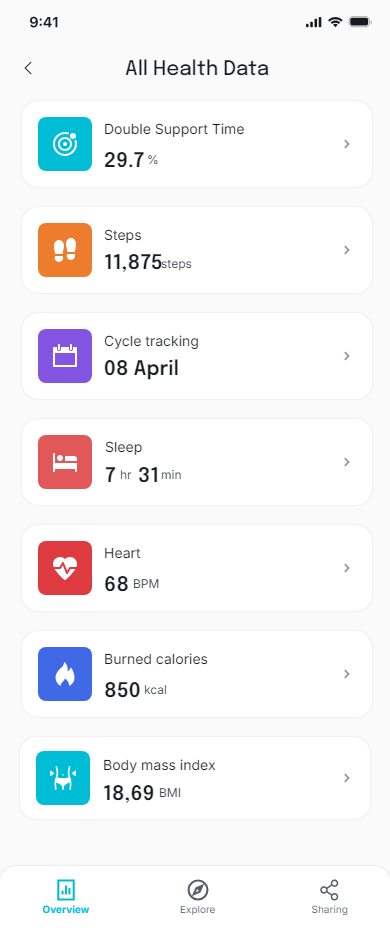 9:41
All Health Data
Double Support Time
29.7 %
Steps
11,875steps
Cycle tracking
08 April
Sleep
7 hr 31 min
Heart
68 BPM
Burned calories
850 kcal
Body mass index
18,69 BMI
Overview Explore Sharing